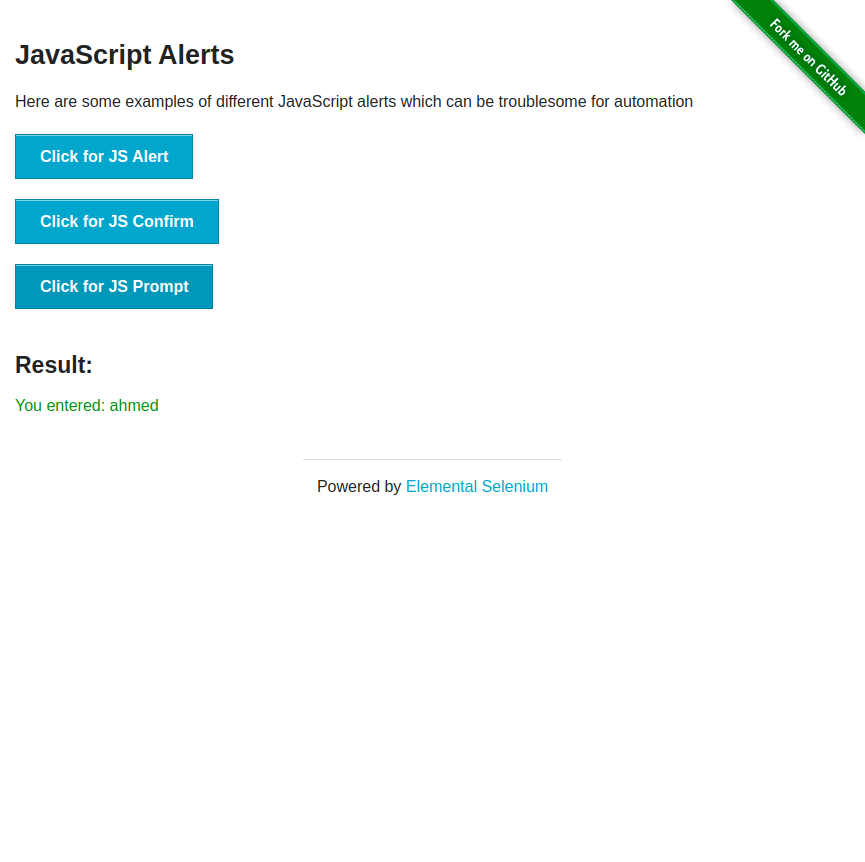 Fork me on GitHub
JavaScript Alerts
Here are some examples of different JavaScript alerts which can be troublesome for automation
Click for JS Alert
Click for JS Confirm
Click for JS Prompt
Result:
You entered: ahmed
Powered by Elemental Selenium